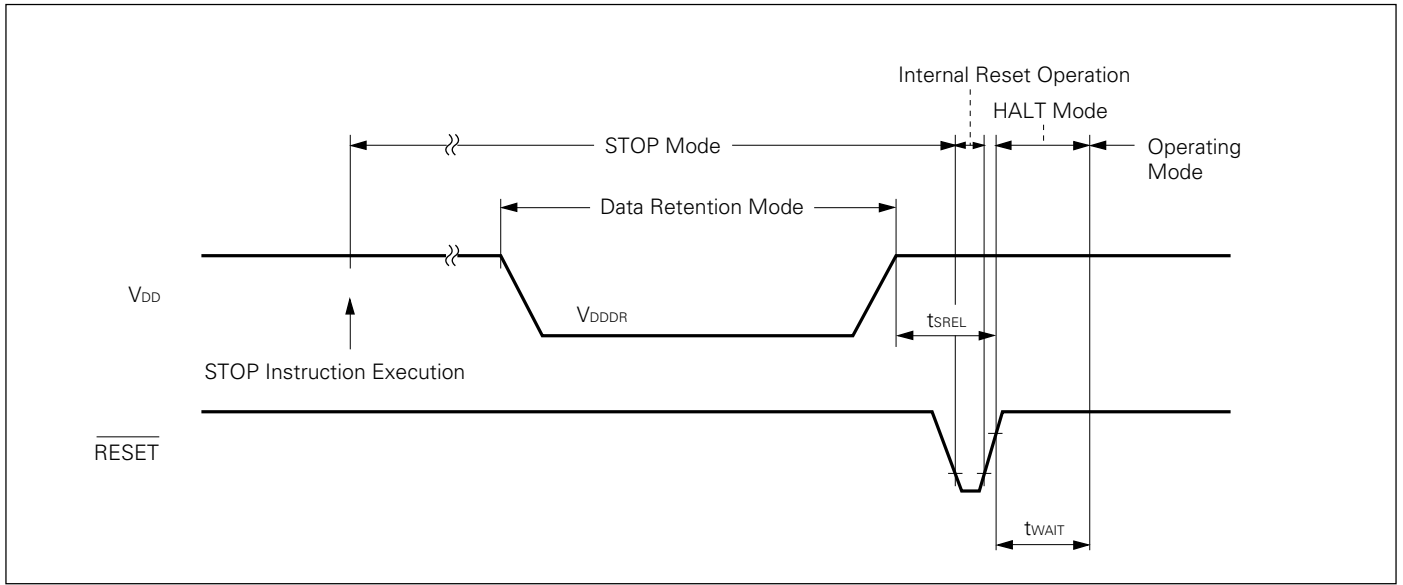 Internal Reset Operation
HALT Mode
STOP Mode
Operating
Mode
Data Retention Mode
VDD
VDDDR
tSREL
STOP Instruction Execution
RESET
tWAIT